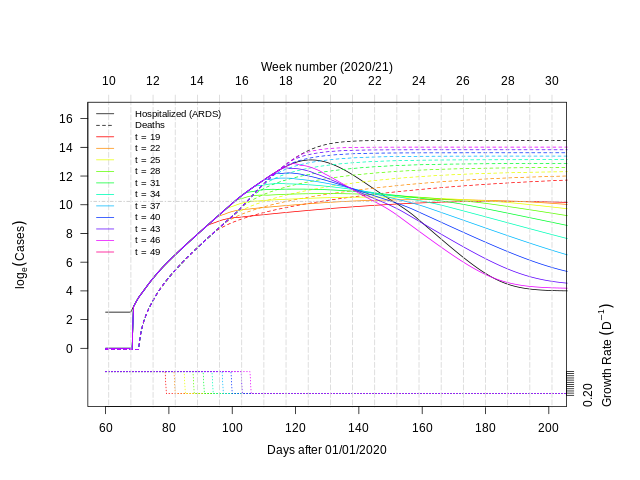 Week number (2020/21)
10 12 14 16 18 20 22 24 26 28 30
Hospitalized (ARDS)
Deaths
t = 19
t = 22
t = 25
t = 28
t = 31
t = 34
t = 37
t = 40
t = 43
t = 46
t = 49
16
14
12
10
8
6
4
2
0
logₑ(Cases)
0.20
Growth Rate (D⁻¹)
60 80 100 120 140 160 180 200
Days after 01/01/2020